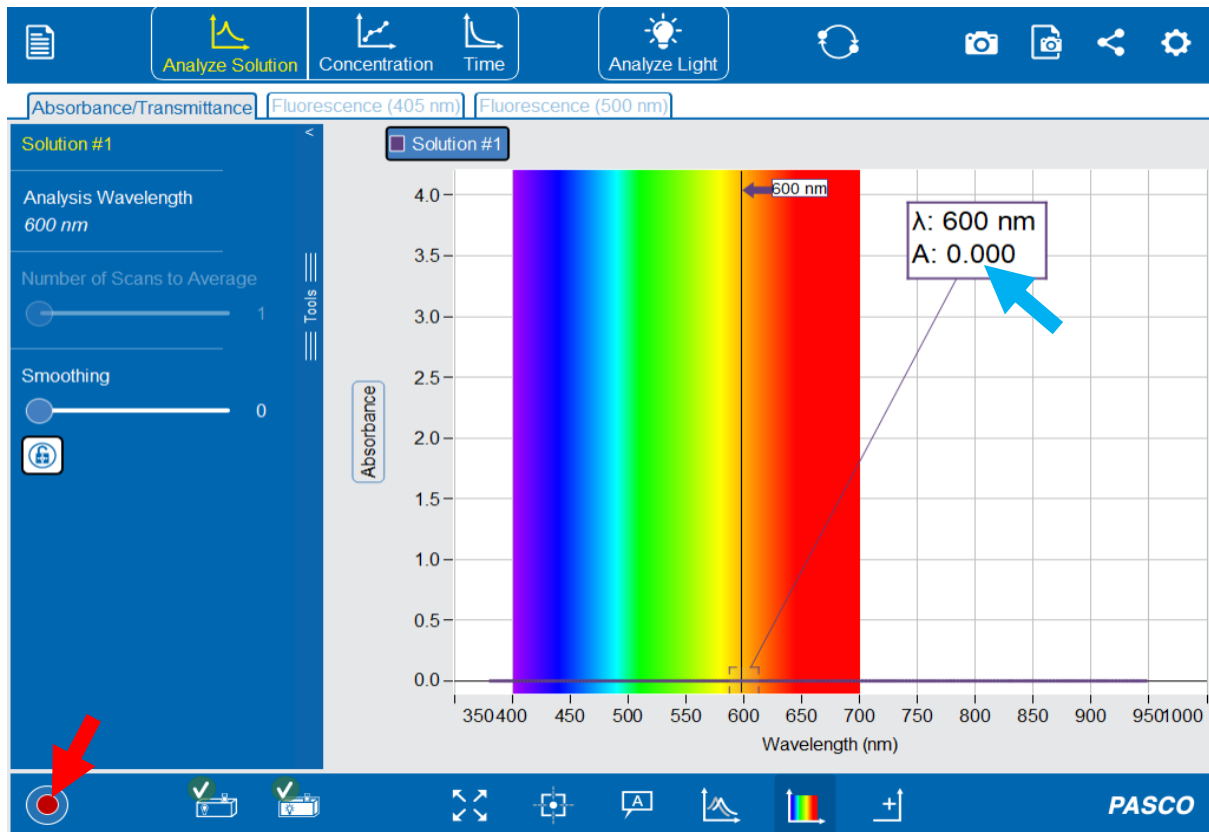 Analyze Solution
Concentration
Time
Analyze Light
Absorbance/Transmittance
Fluorescence (405 nm)
Fluorescence (500 nm)
Solution #1
<
Analysis Wavelength
600 nm
Number of Scans to Average
1
Tools
Smoothing
0
Solution #1
600 nm
λ: 600 nm
A: 0.000
Absorbance
4.0
3.5
3.0
2.5
2.0
1.5
1.0
0.5
0.0
350 400 450 500 550 600 650 700 750 800 850 900 950 1000
Wavelength (nm)
A
PASCO